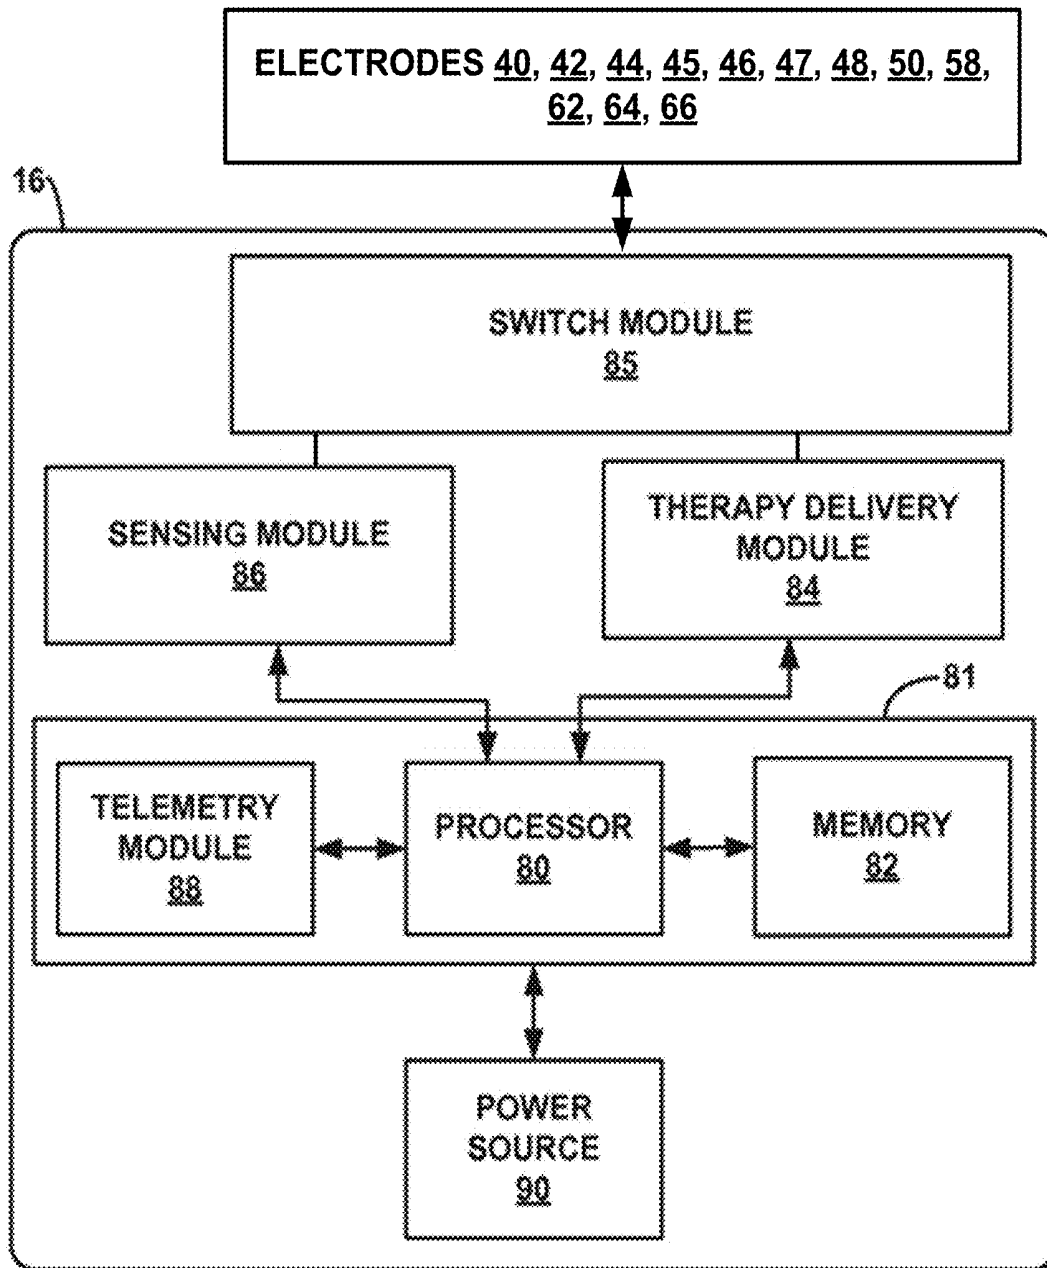 ELECTRODES 40, 42, 44, 45, 46, 47, 48, 50, 58,
62, 64, 66
16
SWITCH MODULE
85
SENSING MODULE
86
THERAPY DELIVERY
MODULE
84
81
TELEMETRY
MODULE
88
PROCESSOR
80
MEMORY
82
POWER
SOURCE
90